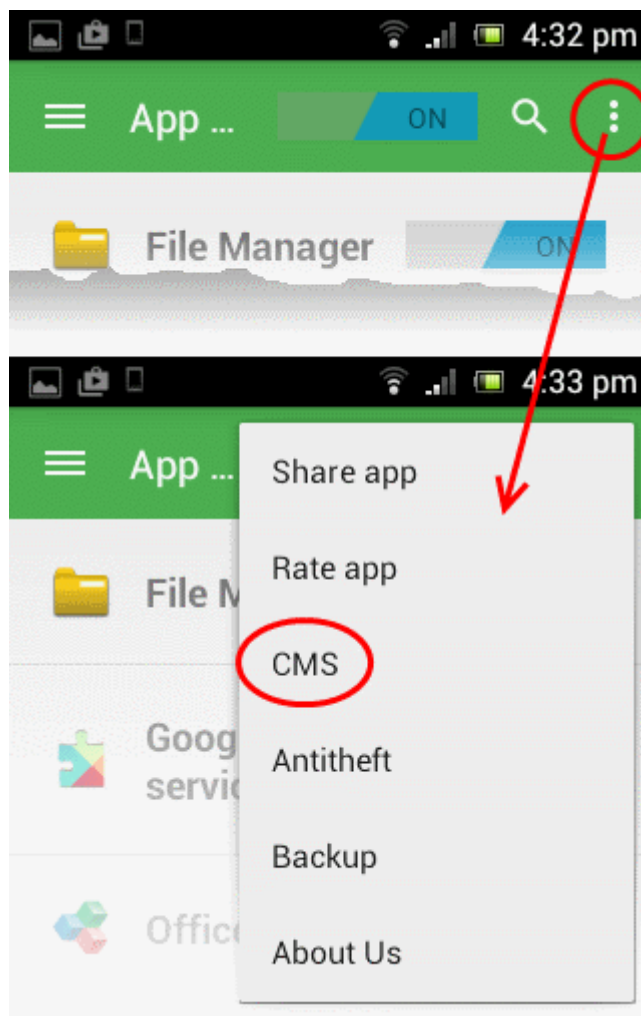 4:32 pm
App ... ON
File Manager ON
4:33 pm
App ...
Share app
Rate app
File M
CMS
Goog
servic
Antitheft
Backup
Office
About Us